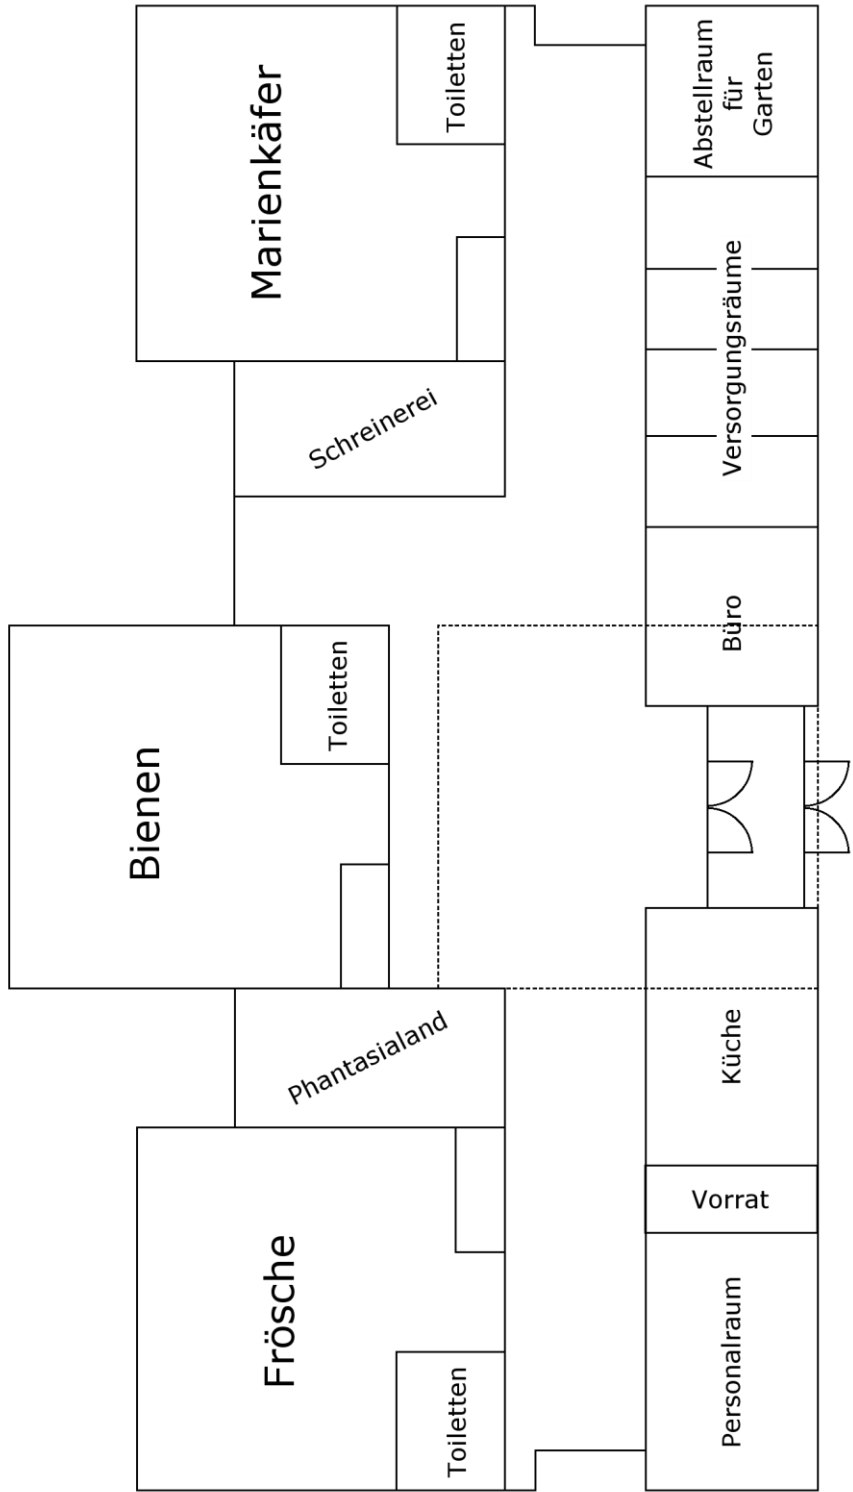 Marienkäfer
Toiletten
Abstellraum
für
Garten
Schreinerei
Versorgungsräume
Büro
Bienen
Toiletten
Phantasialand
Küche
Vorrat
Frösche
Toiletten
Personalraum